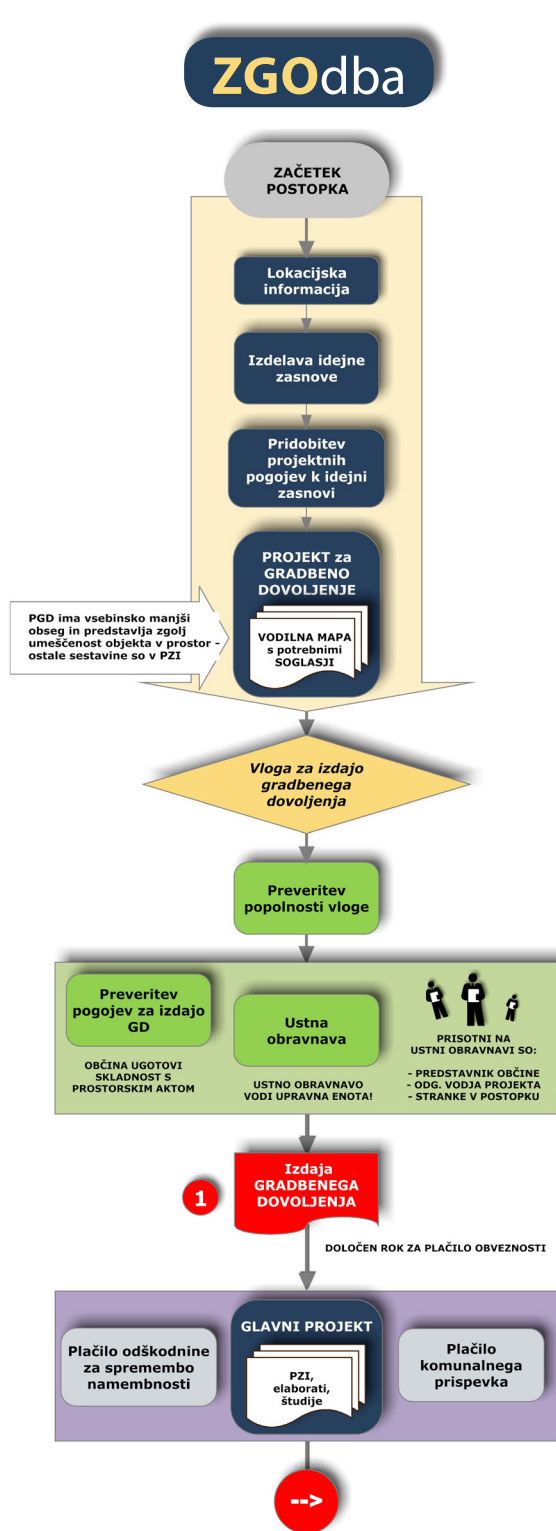 ZGOdba
ZAČETEK
POSTOPKA
Lokacijska
informacija
Izdelava idejne
zasnove
Pridobitev
projektnih
pogojev k idejni
zasnovi
PROJEKT za
GRADBENO
DOVOLJENJE
VODILNA MAPA
s potrebnimi
SOGLASJI
PGD ima vsebinsko manjši
obseg in predstavlja zgolj
umeščenost objekta v prostor -
ostale sestavine so v PZI
Vloga za izdajo
gradbenega
dovoljenja
Preveritev
popolnosti vloge
Preveritev
pogojev za izdajo
GD
OBČINA UGOTOVI
SKLADNOST S
PROSTORSKIM AKTOM
Ustna
obravnava
USTNO OBRAVNAVO
VODI UPRAVNA ENOTA!
PRISOTNI NA
USTNI OBRAVNAVI SO:
- PREDSTAVNIK OBČINE
- ODG. VODJA PROJEKTA
- STRANKE V POSTOPKU
1
Izdaja
GRADBENEGA
DOVOLJENJA
DOLOČEN ROK ZA PLAČILO OBVEZNOSTI
Plačilo odškodnine
za spremembo
namembnosti
GLAVNI PROJEKT
PZI,
elaborati,
študije
Plačilo
komunalnega
prispevka
-->